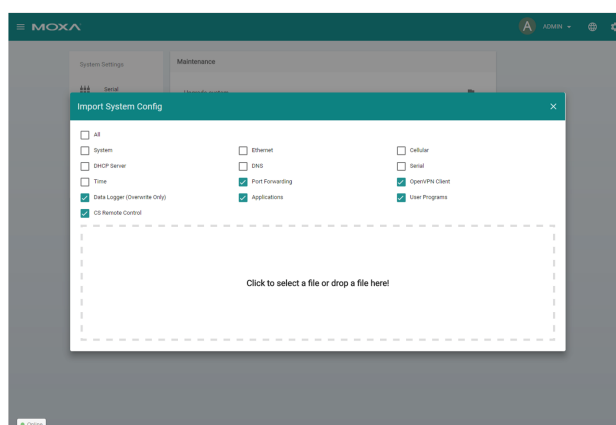 MOXA
A ADMIN
System Settings
Maintenance
Serial
Import System Config
All
System Ethernet Cellular
DHCP Server DNS Serial
Time Port Forwarding OpenVPN Client
Data Logger (Overwrite Only) Applications User Programs
CS Remote Control
Click to select a file or drop a file here!
Online